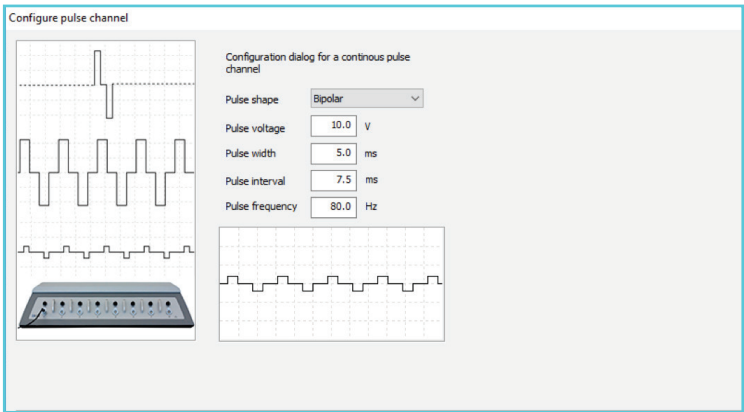 Configure pulse channel
Configuration dialog for a continous pulse
channel
Pulse shape Bipolar
Pulse voltage 10.0 V
Pulse width 5.0 ms
Pulse interval 7.5 ms
Pulse frequency 80.0 Hz